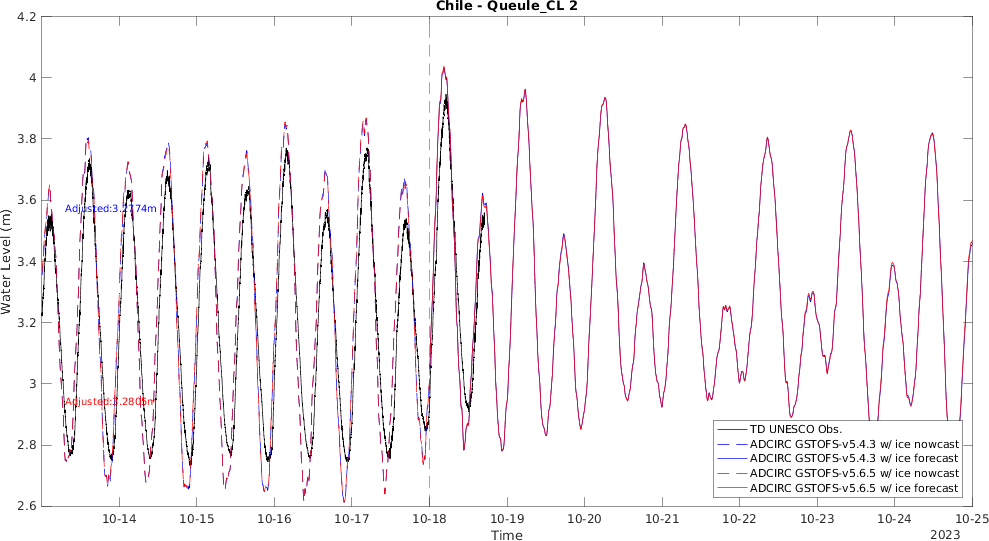 Chile - Queule_CL 2
4.2
4
3.8
3.6
3.4
3.2
3
2.8
2.6
Water Level (m)
Adjusted:3.2774m
Adjusted:3.2805m
TD UNESCO Obs.
ADCIRC GSTOFS-v5.4.3 w/ ice nowcast
ADCIRC GSTOFS-v5.4.3 w/ ice forecast
ADCIRC GSTOFS-v5.6.5 w/ ice nowcast
ADCIRC GSTOFS-v5.6.5 w/ ice forecast
10-14 10-15 10-16 10-17 10-18 10-19 10-20 10-21 10-22 10-23 10-24 10-25
Time
2023